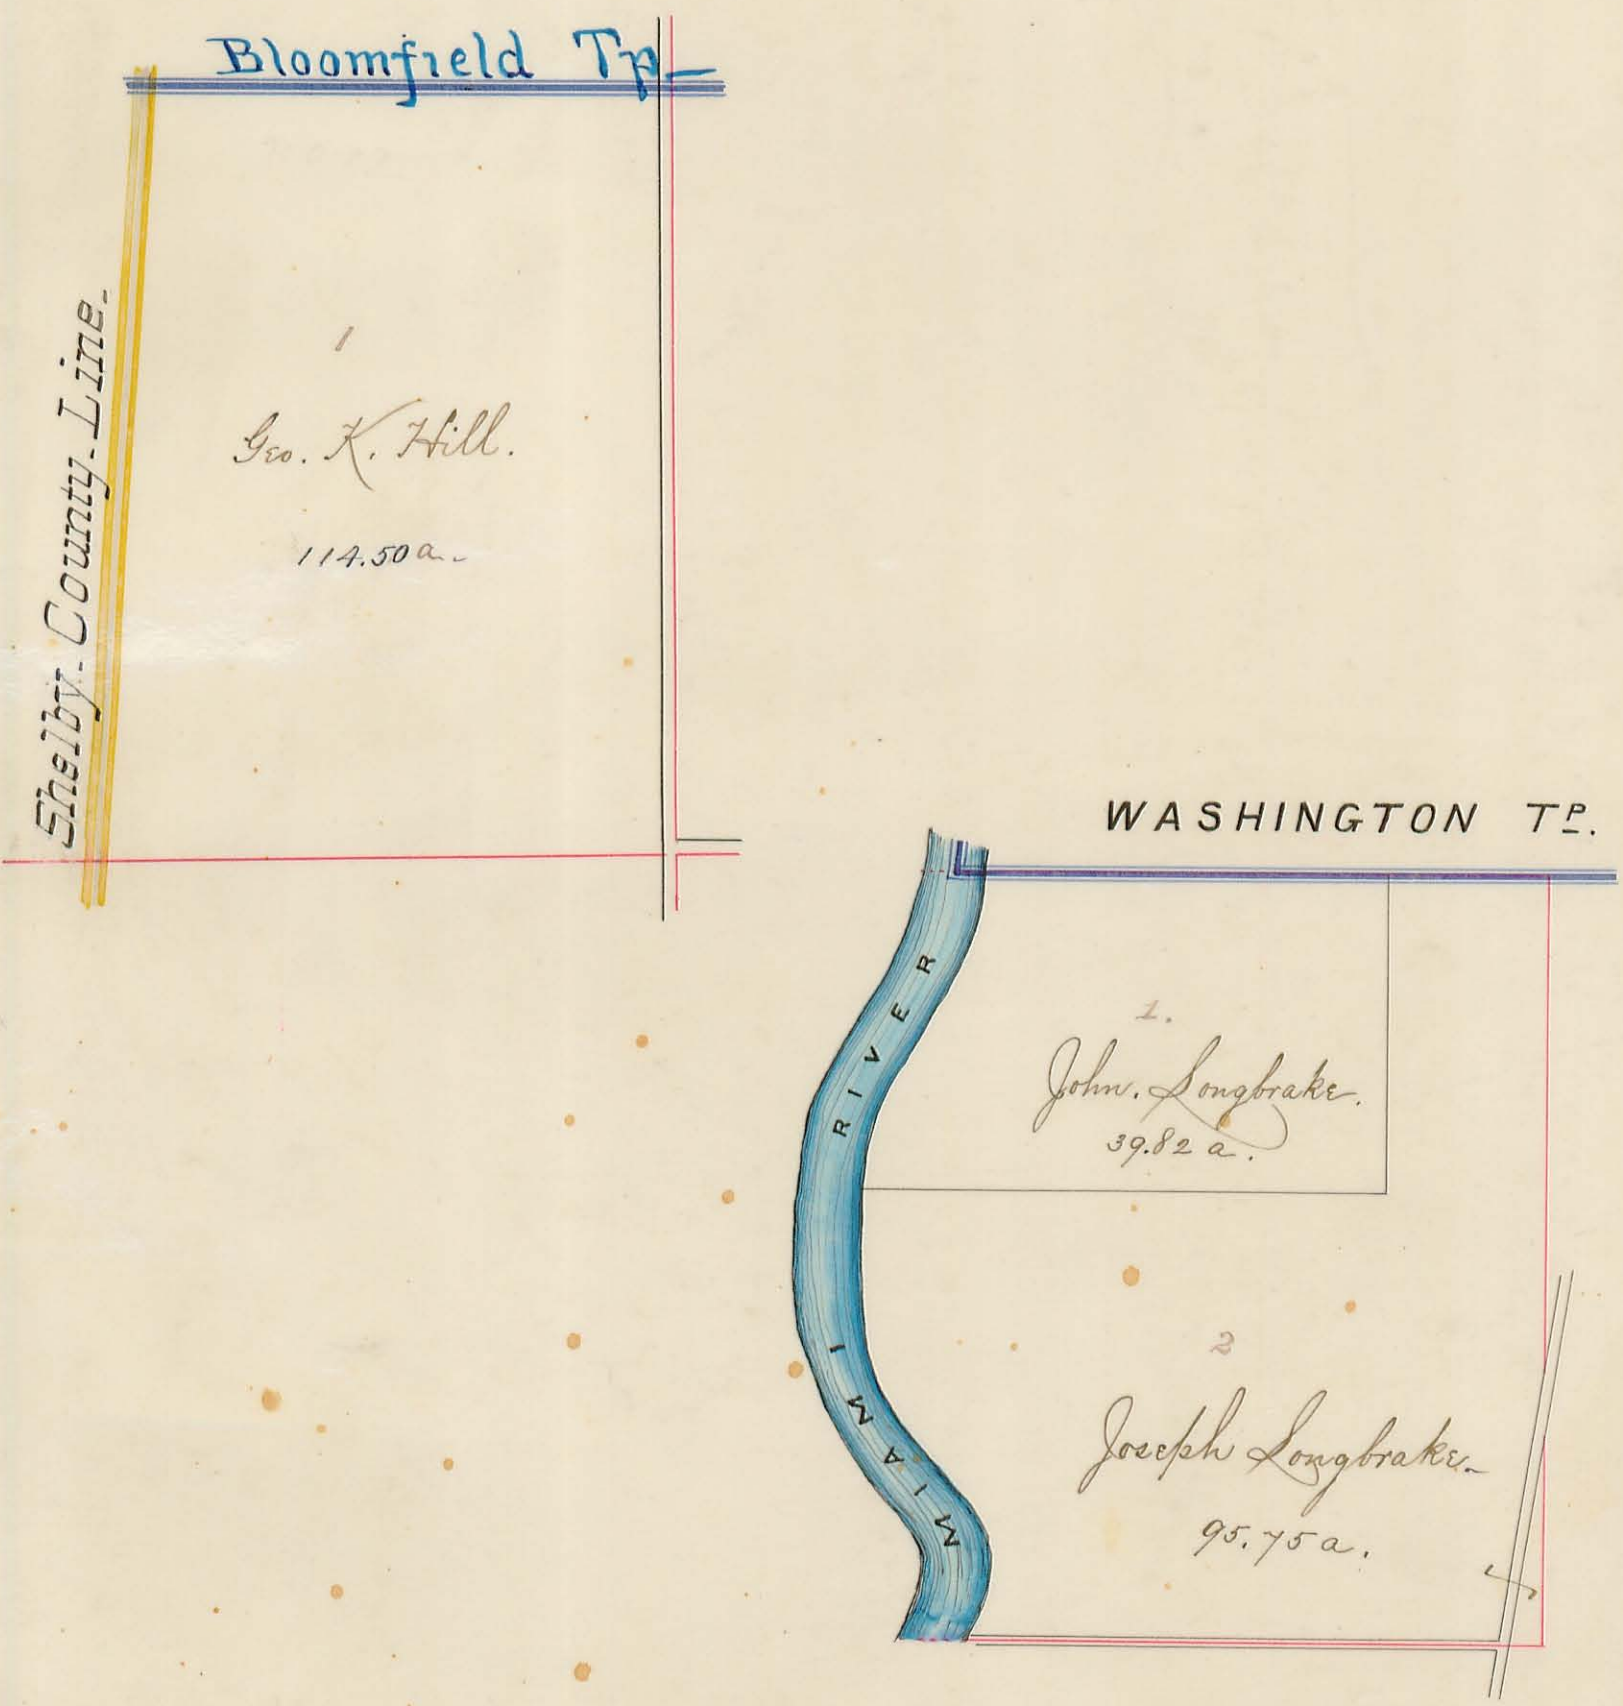 Bloomfield Tp
Shelby. County. Line.
1
Geo. K. Hill.
114.50 a.
WASHINGTON TP.
MIAMI RIVER
1.
John. Longbrake.
39.82 a.
2
Joseph Longbrake
95.75 a.